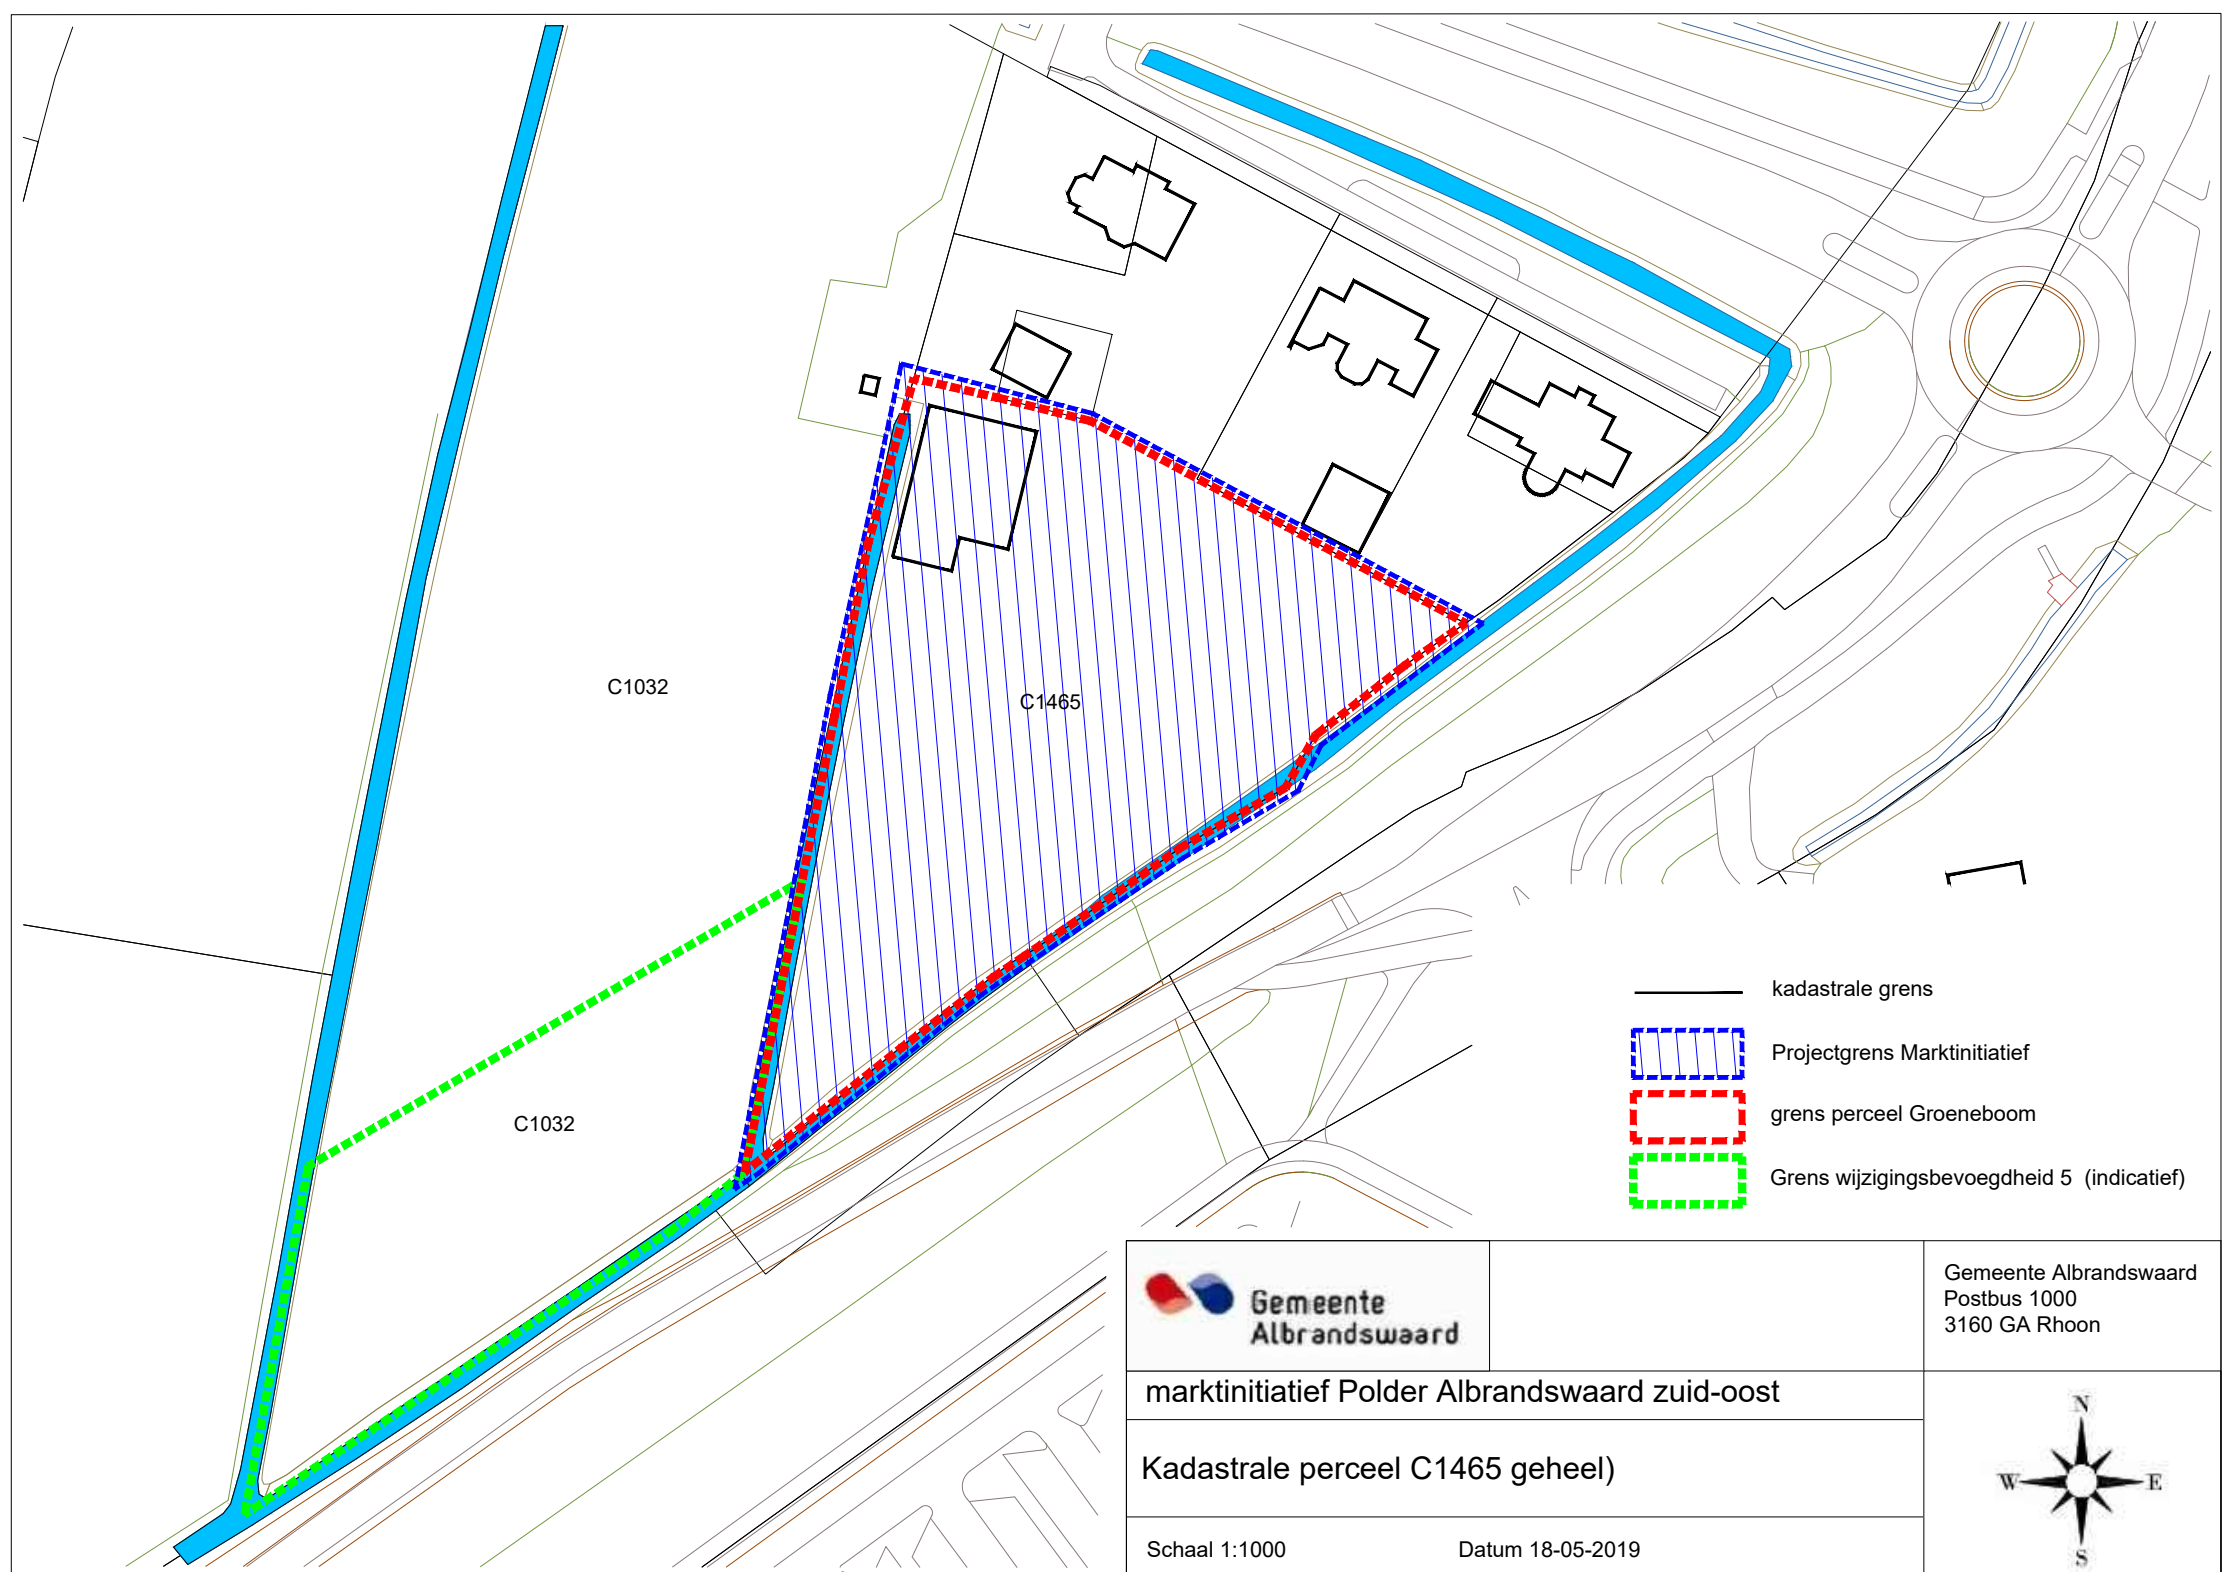 C1032
C1465
C1032
kadastrale grens
Projectgrens Marktinitiatief
grens perceel Groeneboom
Grens wijzigingsbevoegdheid 5 (indicatief)
Gemeente
Albrandswaard
Gemeente Albrandswaard
Postbus 1000
3160 GA Rhoon
marktinitiatief Polder Albrandswaard zuid-oost
Kadastrale perceel C1465 geheel)
Schaal 1:1000 Datum 18-05-2019
N
W E
S